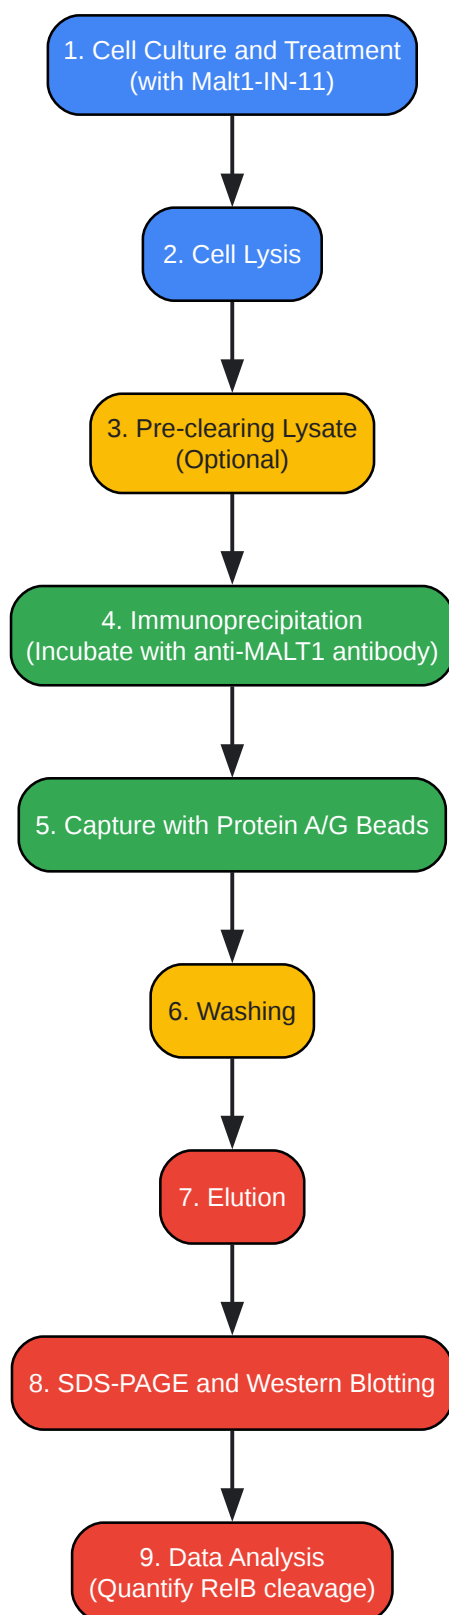 1. Cell Culture and Treatment
(with Malt1-IN-11)
2. Cell Lysis
3. Pre-clearing Lysate
(Optional)
4. Immunoprecipitation
(Incubate with anti-MALT1 antibody)
5. Capture with Protein A/G Beads
6. Washing
7. Elution
8. SDS-PAGE and Western Blotting
9. Data Analysis
(Quantify RelB cleavage)